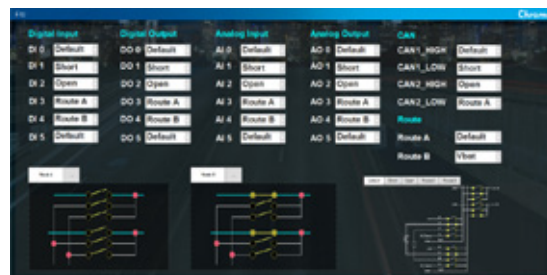 Digital Input
DI 0 Default
DI 1 Short
DI 2 Open
DI 3 Route A
DI 4 Route B
DI 5 Default
Digital Output
DO 0 Default
DO 1 Short
DO 2 Open
DO 3 Route A
DO 4 Route B
DO 5 Default
Analog Input
AI 0 Default
AI 1 Short
AI 2 Open
AI 3 Route A
AI 4 Route B
AI 5 Default
Analog Output
AO 0 Default
AO 1 Short
AO 2 Open
AO 3 Route A
AO 4 Route B
AO 5 Default
CAN
CAN1_HIGH Default
CAN1_LOW Short
CAN2_HIGH Open
CAN2_LOW Route A
Route
Route A Default
Route B Vbat
Chrom